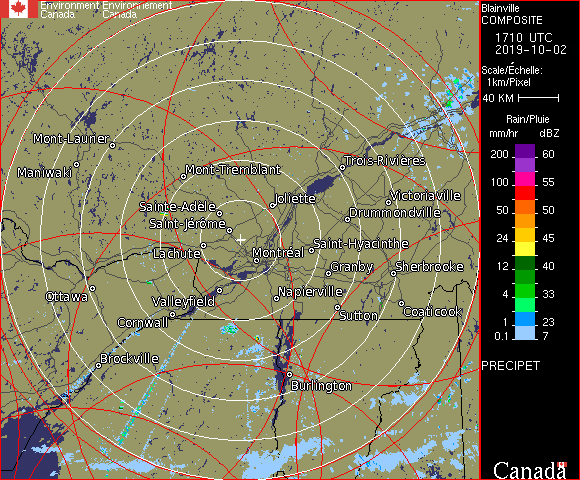 Environment Environnement
Canada Canada
Blainville
COMPOSITE
1710 UTC
2019-10-02
Scale/Échelle:
1km/Pixel
40 KM
Rain/Pluie
mm/hr dBZ
200 60
100 55
50 50
24 45
12 40
4 33
1 23
0.1 7
PRECIPET
Canada
Mont-Laurier
Maniwaki
Mont-Tremblant
Trois-Rivières
Joliette
Victoriaville
Sainte-Adèle
Drummondville
Saint-Jérôme
Lachute
Saint-Hyacinthe
Montréal
Granby
Sherbrooke
Ottawa
Valleyfield
Napierville
Sutton
Coaticook
Cornwall
Brockville
Burlington